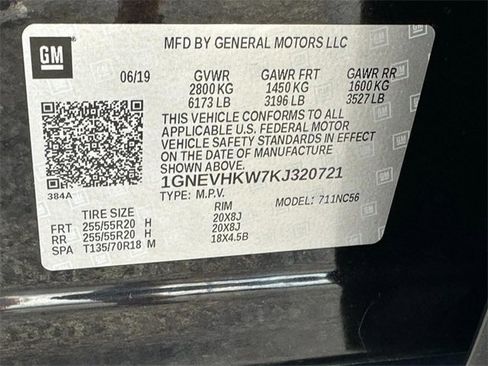 GM
MFD BY GENERAL MOTORS LLC
06/19 GVWR GAWR FRT GAWR RR
2800 KG 1450 KG 1600 KG
6173 LB 3196 LB 3527 LB
THIS VEHICLE CONFORMS TO ALL
APPLICABLE U.S. FEDERAL MOTOR
VEHICLE SAFETY STANDARDS IN EFFECT
ON THE DATE OF MANUFACTURE
SHOWN ABOVE.
1GNEVHKW7KJ320721
384A
TYPE: M.P.V. MODEL: 711NC56
TIRE SIZE RIM
FRT 255/55R20 H 20X8J
RR 255/55R20 H 20X8J
SPA T135/70R18 M 18X4.5B